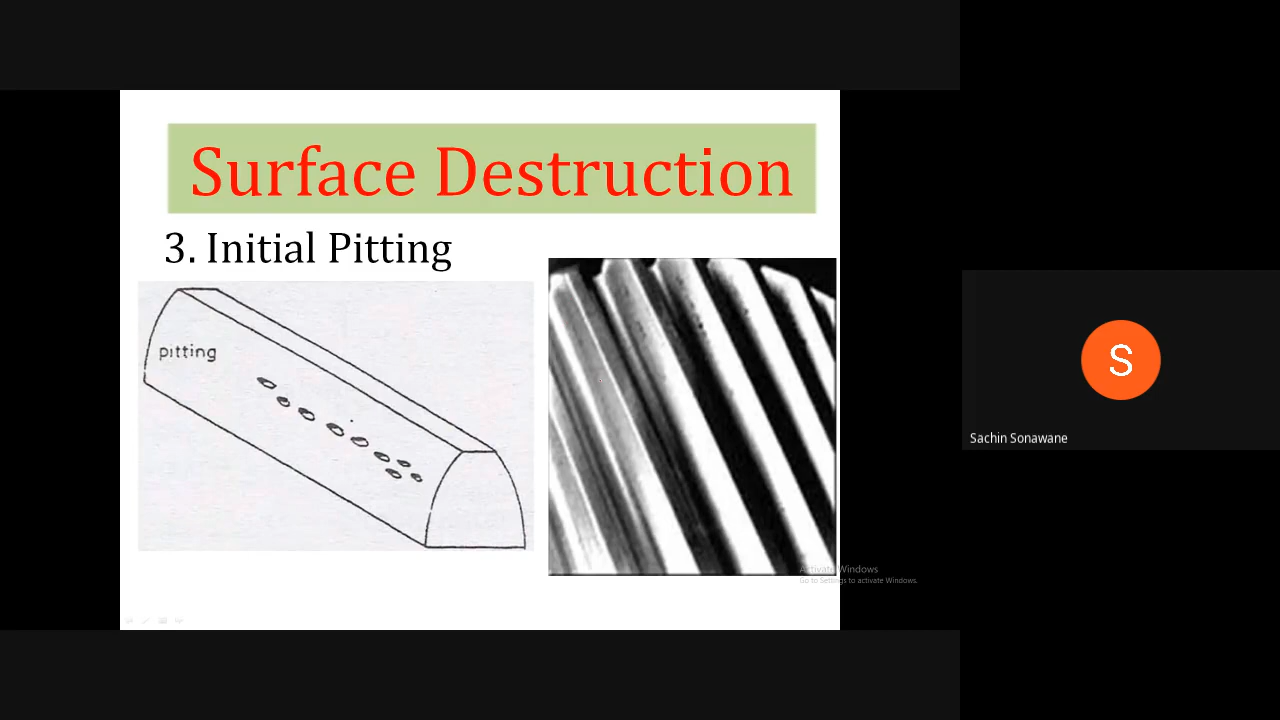 Surface Destruction
3. Initial Pitting
pitting
S
Sachin Sonawane
Activate Windows
Go to Settings to activate Windows.